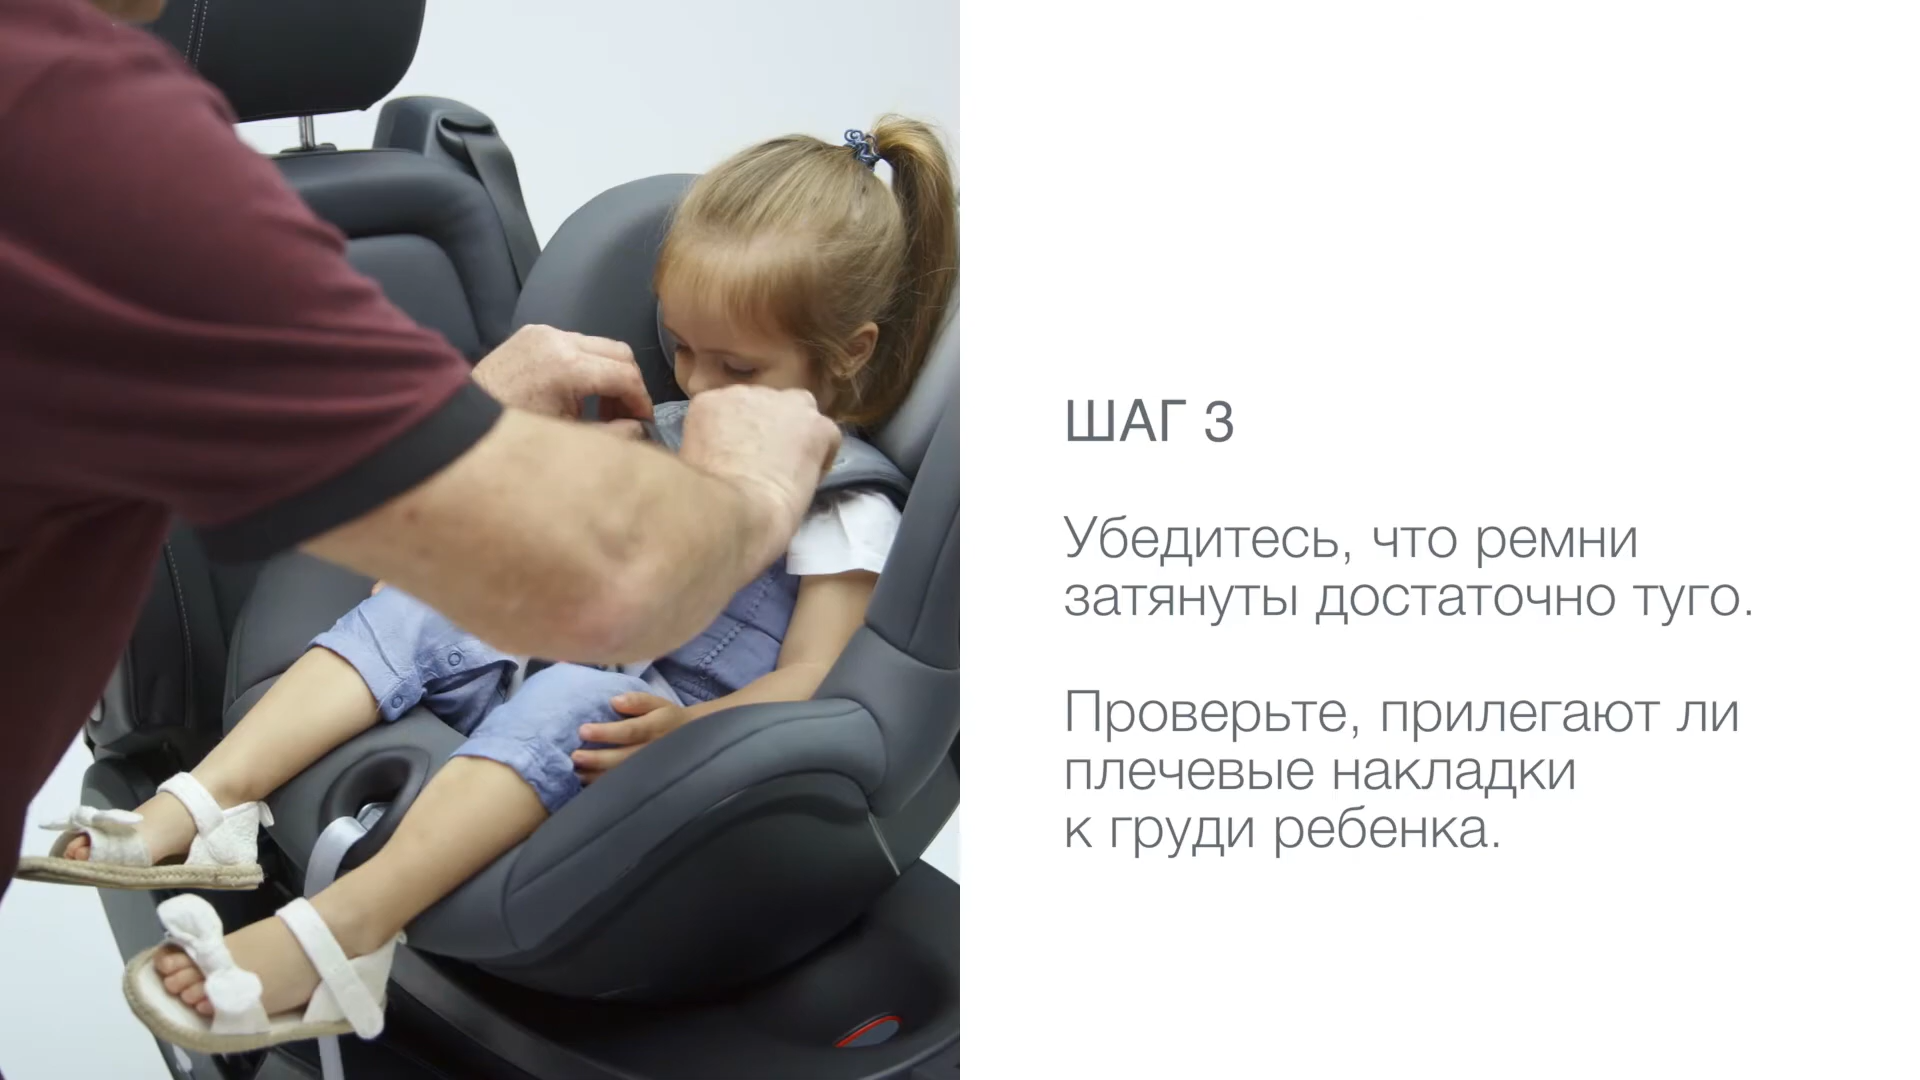 ШАГ 3
Убедитесь, что ремни
затянуты достаточно туго.
Проверьте, прилегают ли
плечевые накладки
к груди ребенка.